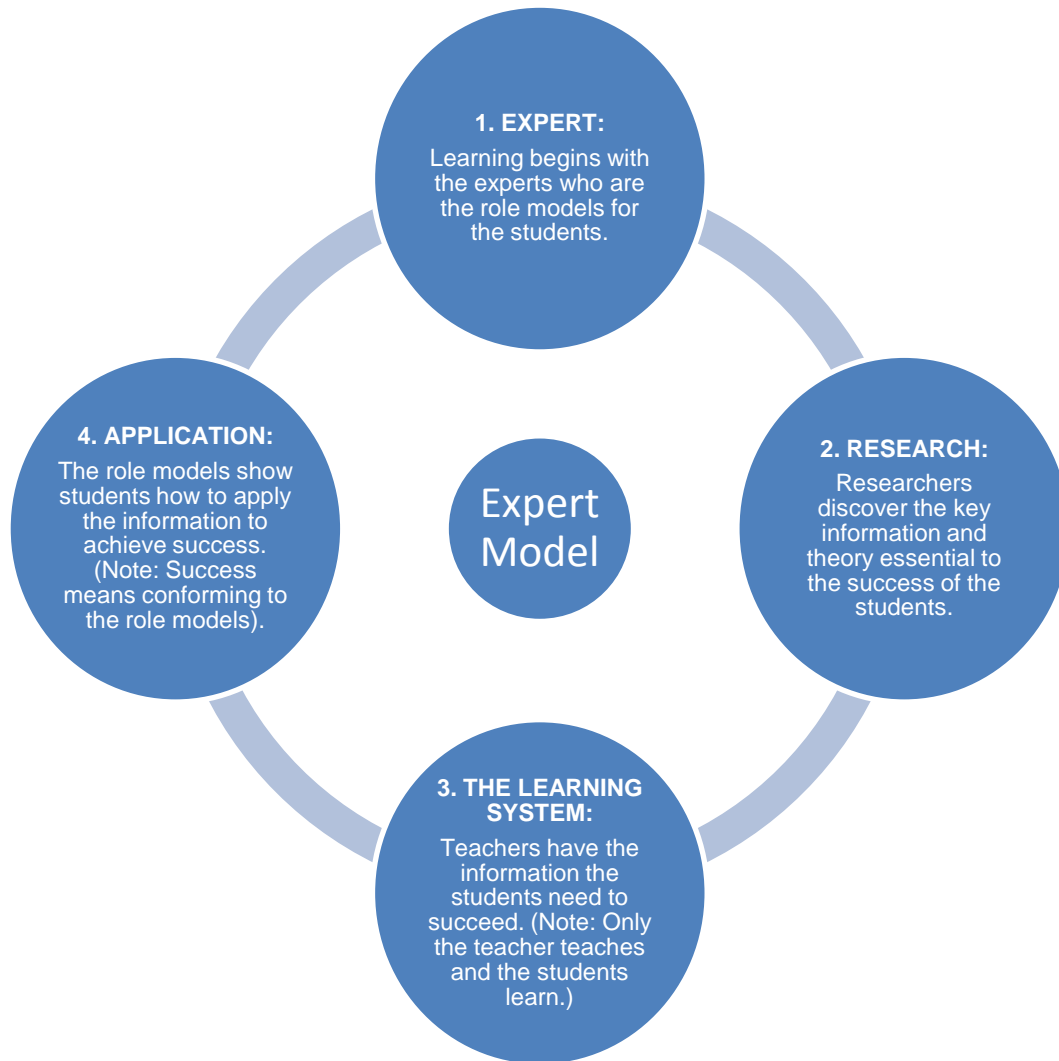 1. EXPERT:
Learning begins with
the experts who are
the role models for
the students.
4. APPLICATION:
The role models show
students how to apply
the information to
achieve success.
(Note: Success
means conforming to
the role models).
Expert
Model
2. RESEARCH:
Researchers
discover the key
information and
theory essential to
the success of the
students.
3. THE LEARNING
SYSTEM:
Teachers have the
information the
students need to
succeed. (Note: Only
the teacher teaches
and the students
learn.)